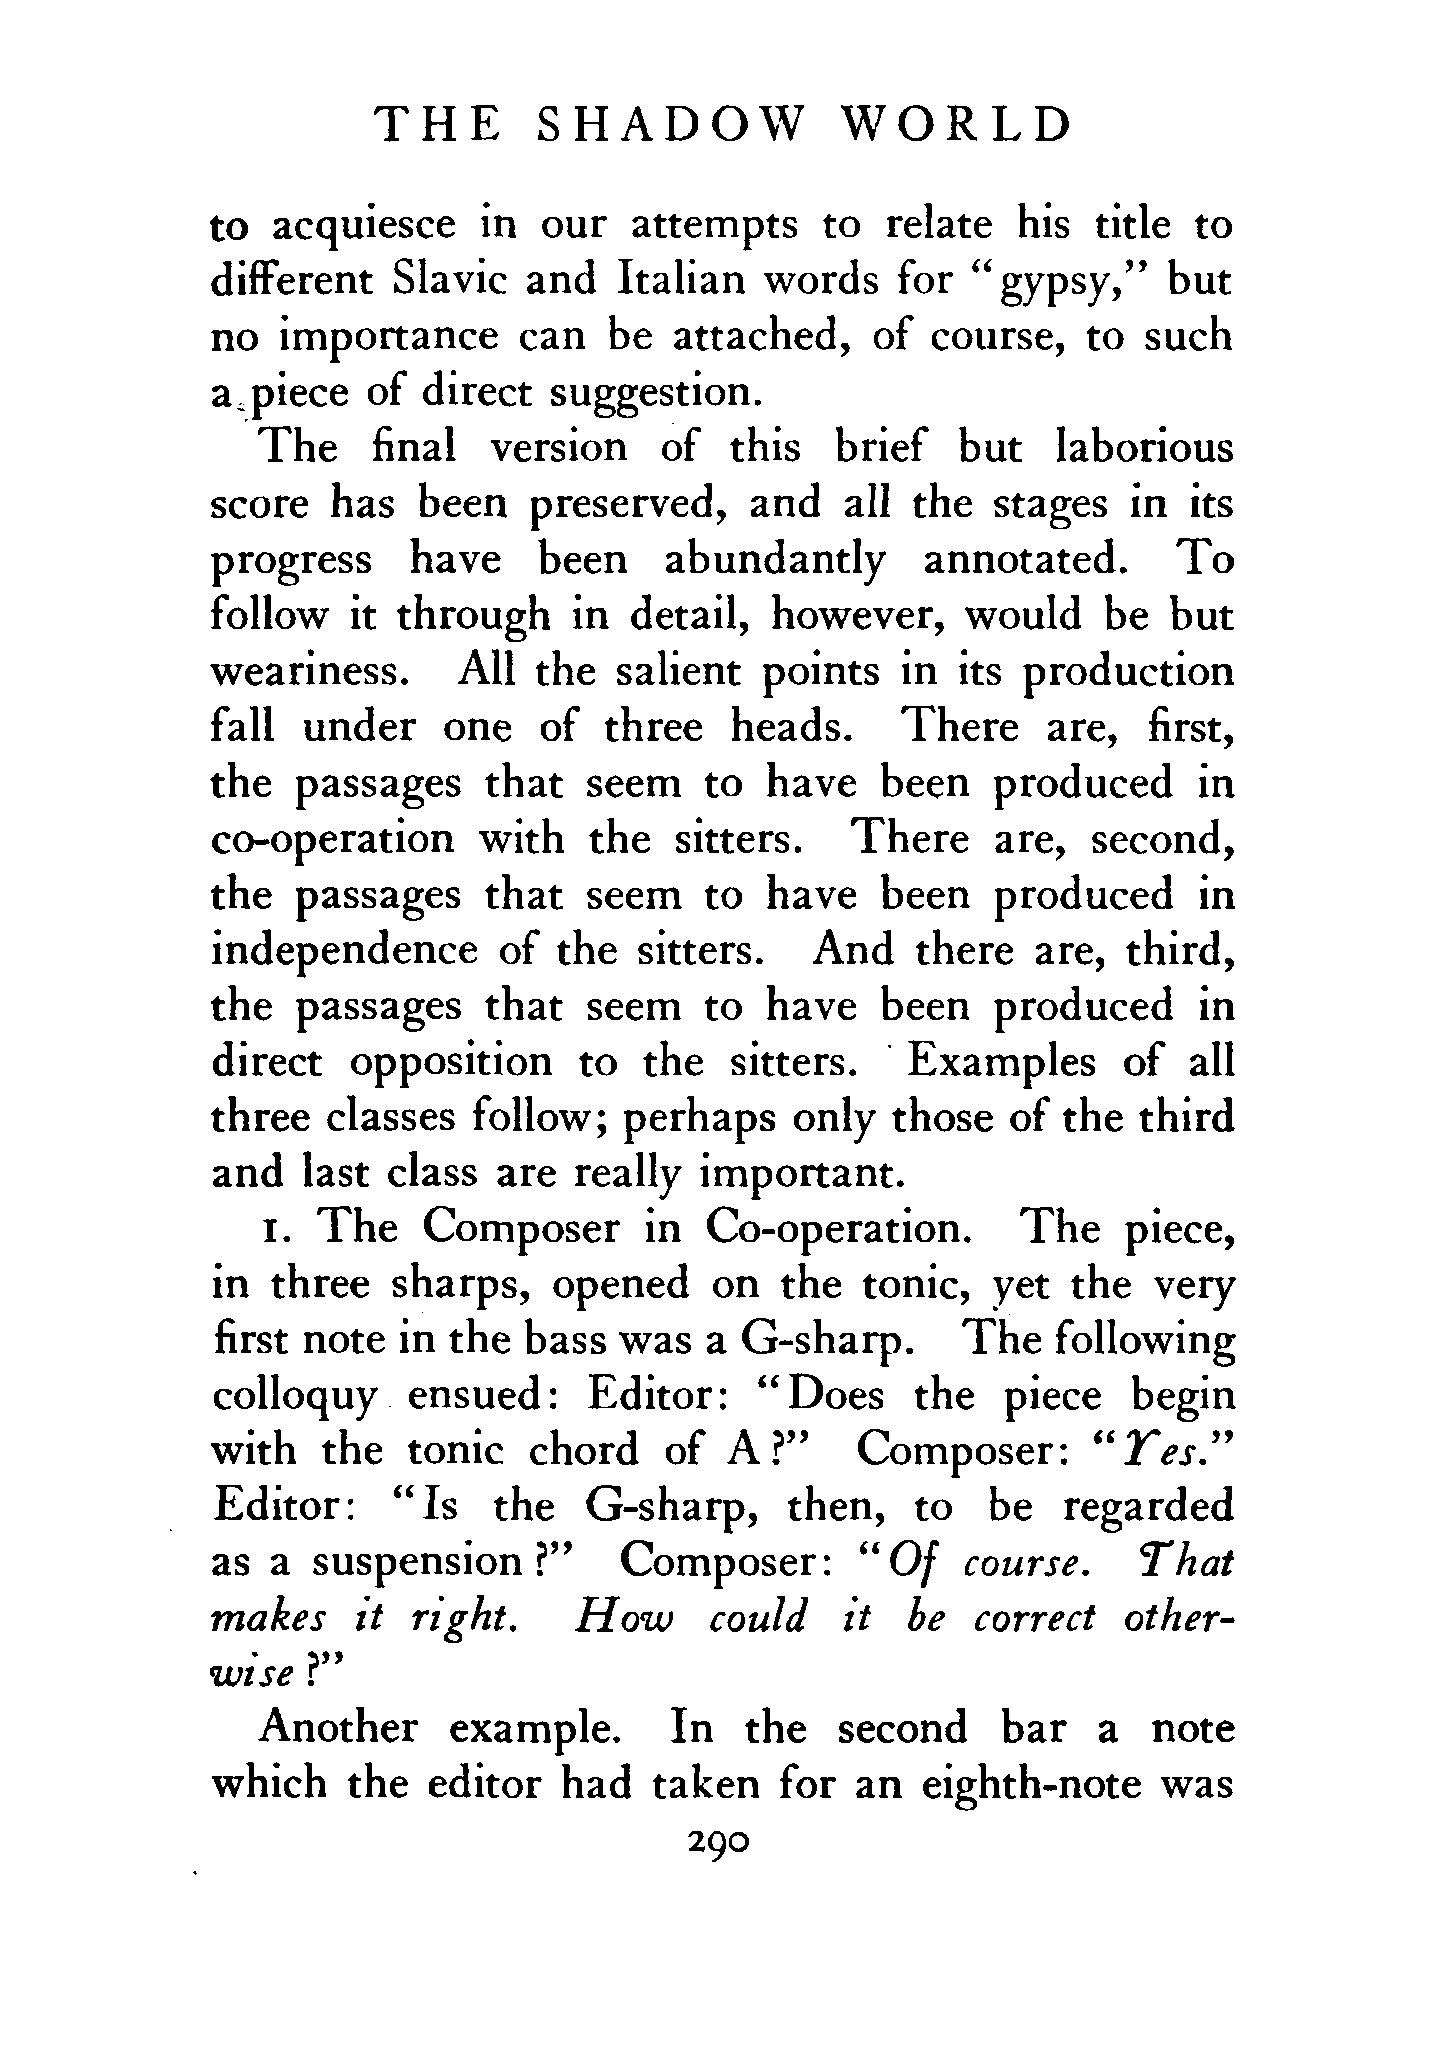 THE SHADOW WORLD
to acquiesce in our attempts to relate his title to
different Slavic and Italian words for "gypsy," but
no importance can be attached, of course, to such
a piece of direct suggestion.
The final version of this brief but laborious
score has been preserved, and all the stages in its
progress have been abundantly annotated. To
follow it through in detail, however, would be but
weariness. All the salient points in its production
fall under one of three heads. There are, first,
the passages that seem to have been produced in
co-operation with the sitters. There are, second,
the passages that seem to have been produced in
independence of the sitters. And there are, third,
the passages that seem to have been produced in
direct opposition to the sitters. Examples of all
three classes follow; perhaps only those of the third
and last class are really important.
1. The Composer in Co-operation. The piece,
in three sharps, opened on the tonic, yet the very
first note in the bass was a G-sharp. The following
colloquy ensued: Editor: "Does the piece begin
with the tonic chord of A?" Composer: "Yes."
Editor: "Is the G-sharp, then, to be regarded
as a suspension?" Composer: "Of course. That
makes it right. How could it be correct other-
wise?"
Another example. In the second bar a note
which the editor had taken for an eighth-note was
290